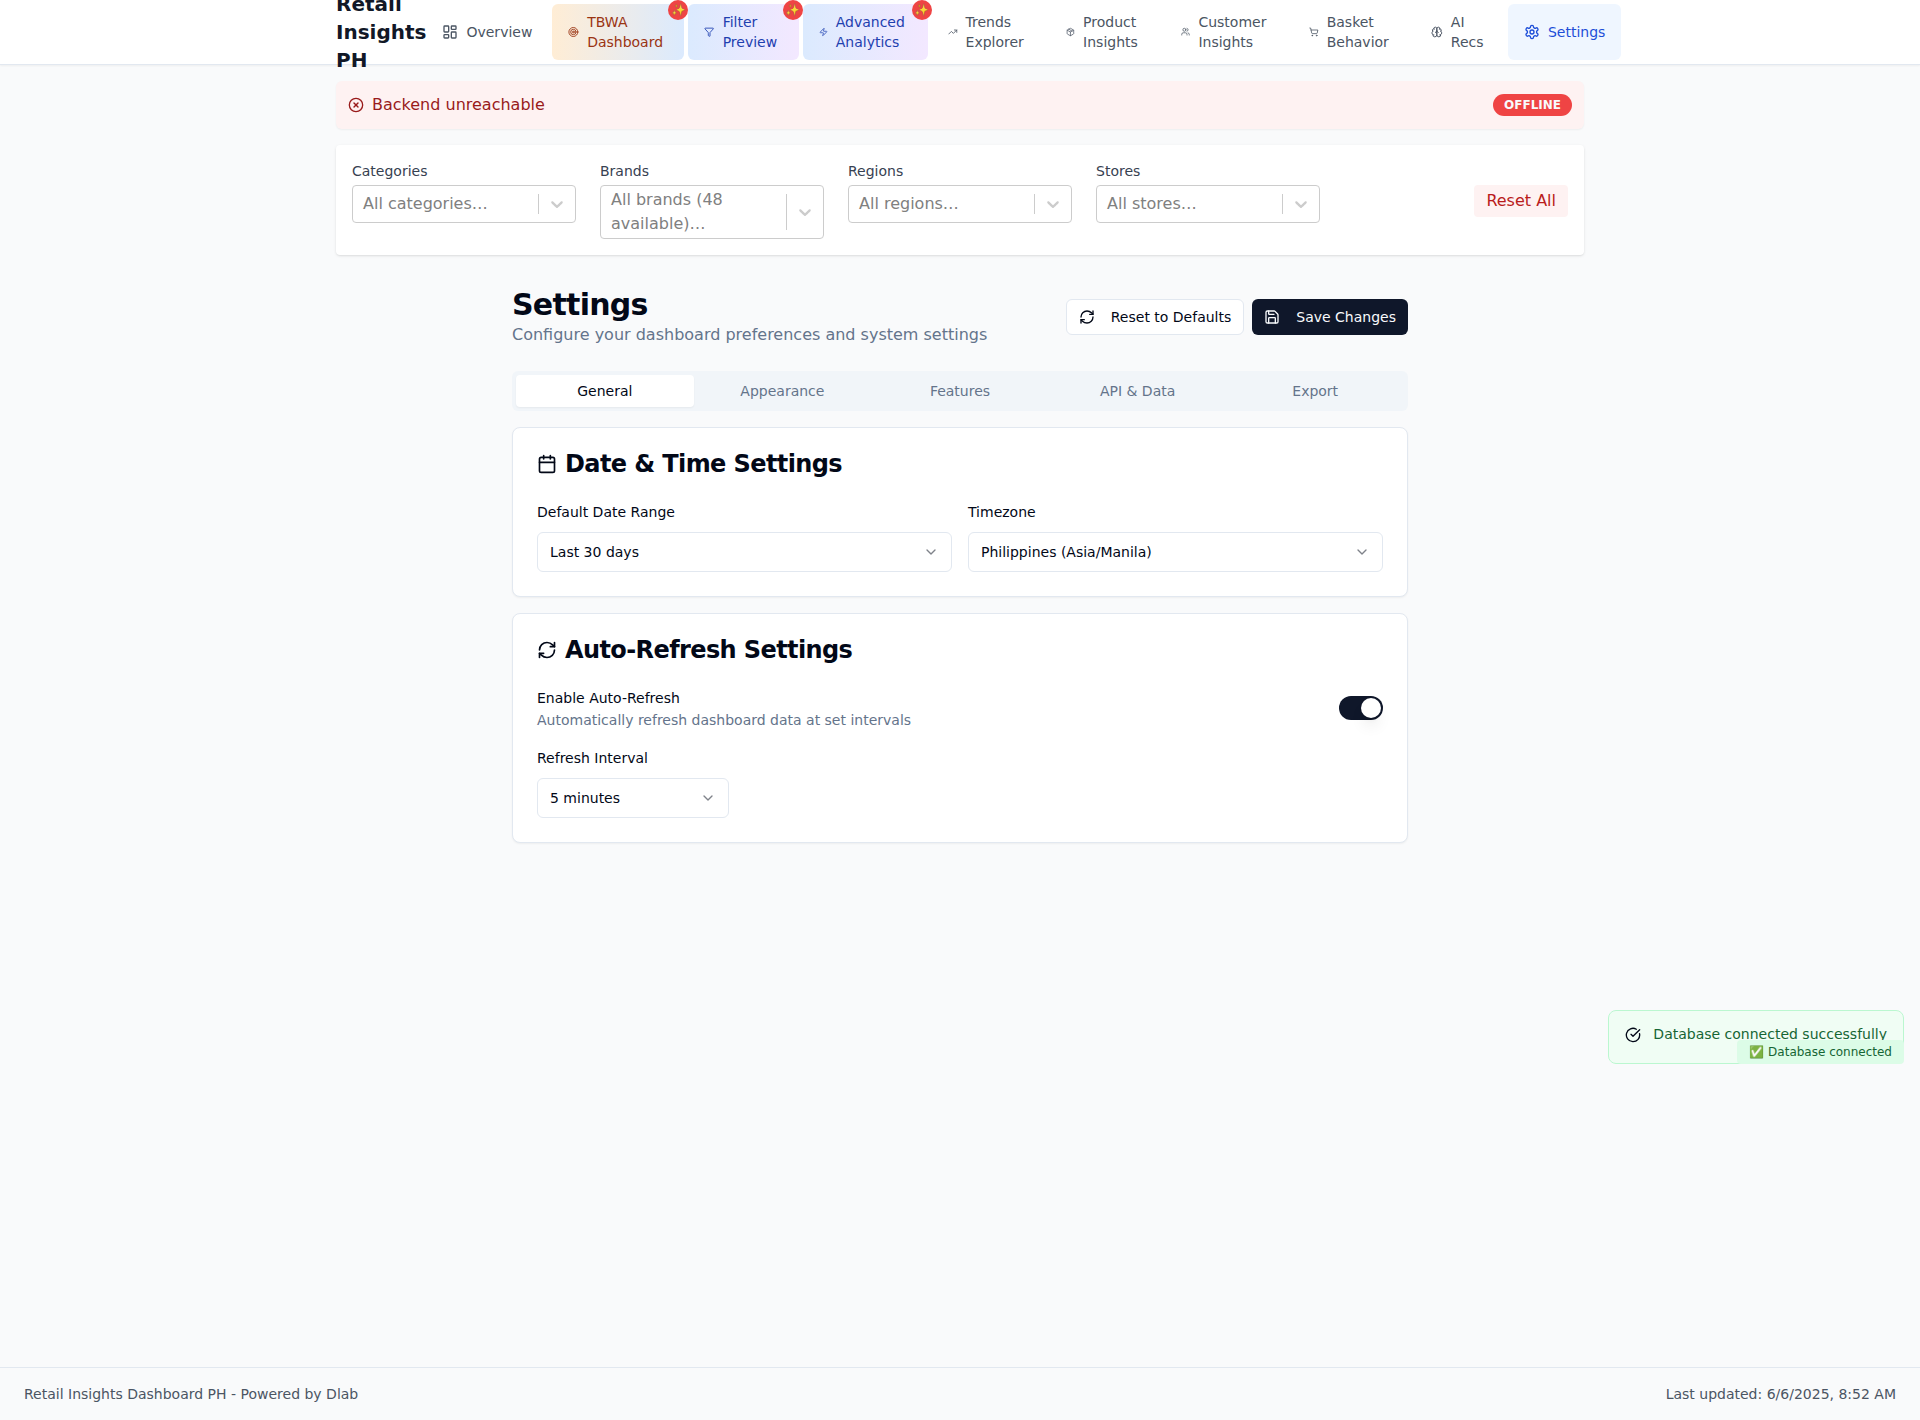 Retail
Insights
PH
Overview
TBWA
Dashboard
Filter
Preview
Advanced
Analytics
Trends
Explorer
Product
Insights
Customer
Insights
Basket
Behavior
AI
Recs
Settings
Backend unreachable
OFFLINE
Categories
All categories...
Brands
All brands (48
available)...
Regions
All regions...
Stores
All stores...
Reset All
Settings
Configure your dashboard preferences and system settings
Reset to Defaults
Save Changes
General
Appearance
Features
API & Data
Export
Date & Time Settings
Default Date Range
Last 30 days
Timezone
Philippines (Asia/Manila)
Auto-Refresh Settings
Enable Auto-Refresh
Automatically refresh dashboard data at set intervals
Refresh Interval
5 minutes
Database connected successfully
✅ Database connected
Retail Insights Dashboard PH - Powered by Dlab
Last updated: 6/6/2025, 8:52 AM